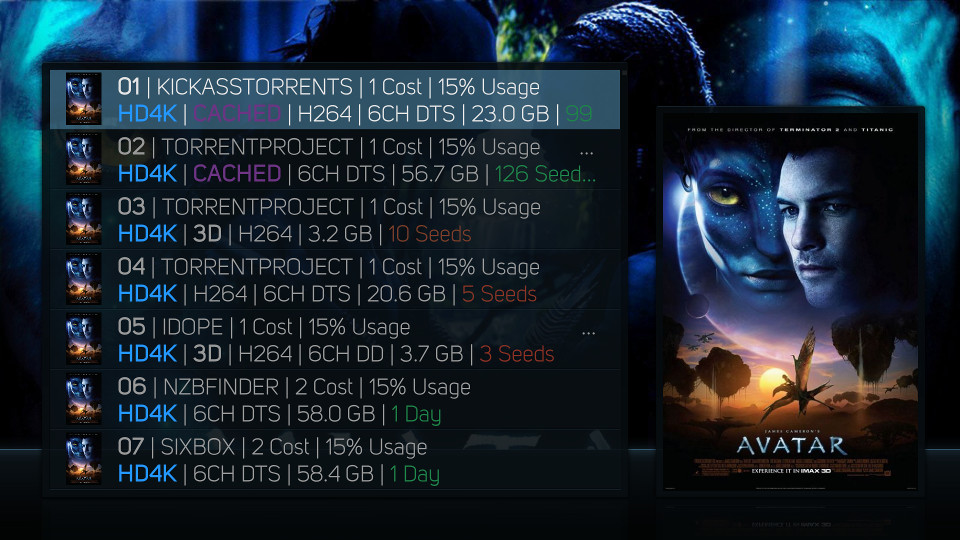 01 | KICKASSTORRENTS | 1 Cost | 15% Usage
HD4K | CACHED | H264 | 6CH DTS | 23.0 GB | 99
02 | TORRENTPROJECT | 1 Cost | 15% Usage ...
HD4K | CACHED | 6CH DTS | 56.7 GB | 126 Seed...
03 | TORRENTPROJECT | 1 Cost | 15% Usage
HD4K | 3D | H264 | 3.2 GB | 10 Seeds
04 | TORRENTPROJECT | 1 Cost | 15% Usage
HD4K | H264 | 6CH DTS | 20.6 GB | 5 Seeds
05 | IDOPE | 1 Cost | 15% Usage ...
HD4K | 3D | H264 | 6CH DD | 3.7 GB | 3 Seeds
06 | NZBFINDER | 2 Cost | 15% Usage
HD4K | 6CH DTS | 58.0 GB | 1 Day
07 | SIXBOX | 2 Cost | 15% Usage
HD4K | 6CH DTS | 58.4 GB | 1 Day
FROM THE DIRECTOR OF TERMINATOR 2 AND TITANIC
JAMES CAMERON'S
AVATAR
EXPERIENCE IT IN IMAX 3D